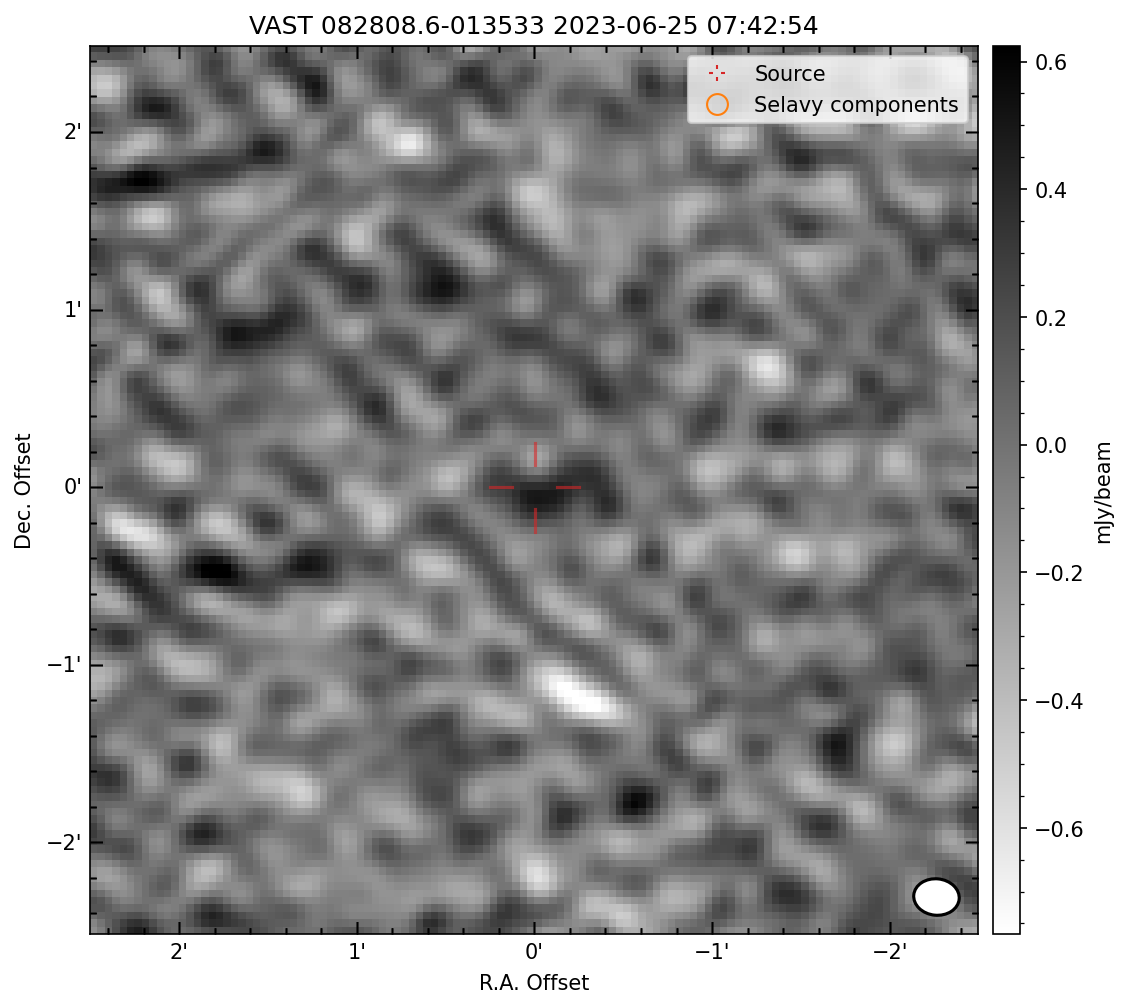 VAST 082808.6-013533 2023-06-25 07:42:54
Source
Selavy components
2'
1'
0'
−1'
−2'
Dec. Offset
2'
1'
0'
−1'
−2'
R.A. Offset
0.6
0.4
0.2
0.0
−0.2
−0.4
−0.6
mJy/beam